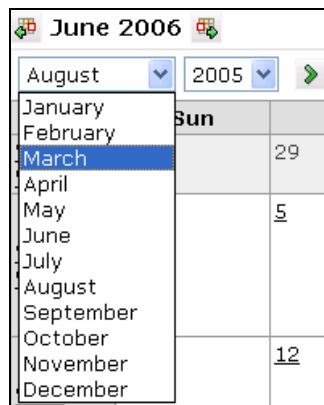 June 2006
August 2005
January
February
Sun
March
29
April
May
5
June
July
August
September
October
November
12
December